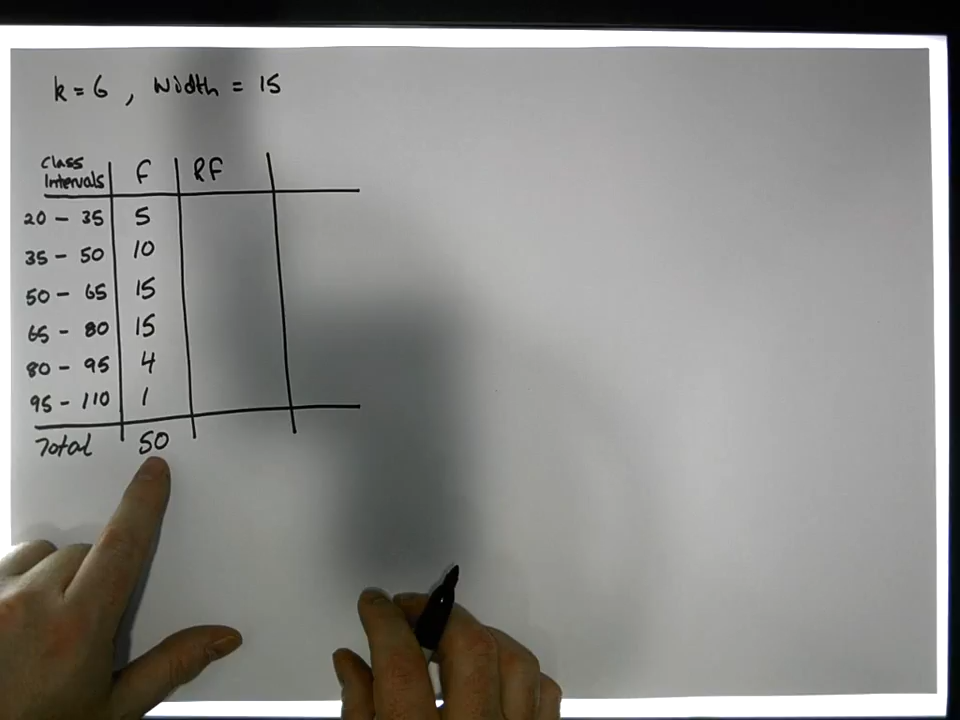 k = 6 , Width = 15
Class Intervals F RF
20 - 35 5
35 - 50 10
50 - 65 15
65 - 80 15
80 - 95 4
95 - 110 1
Total 50